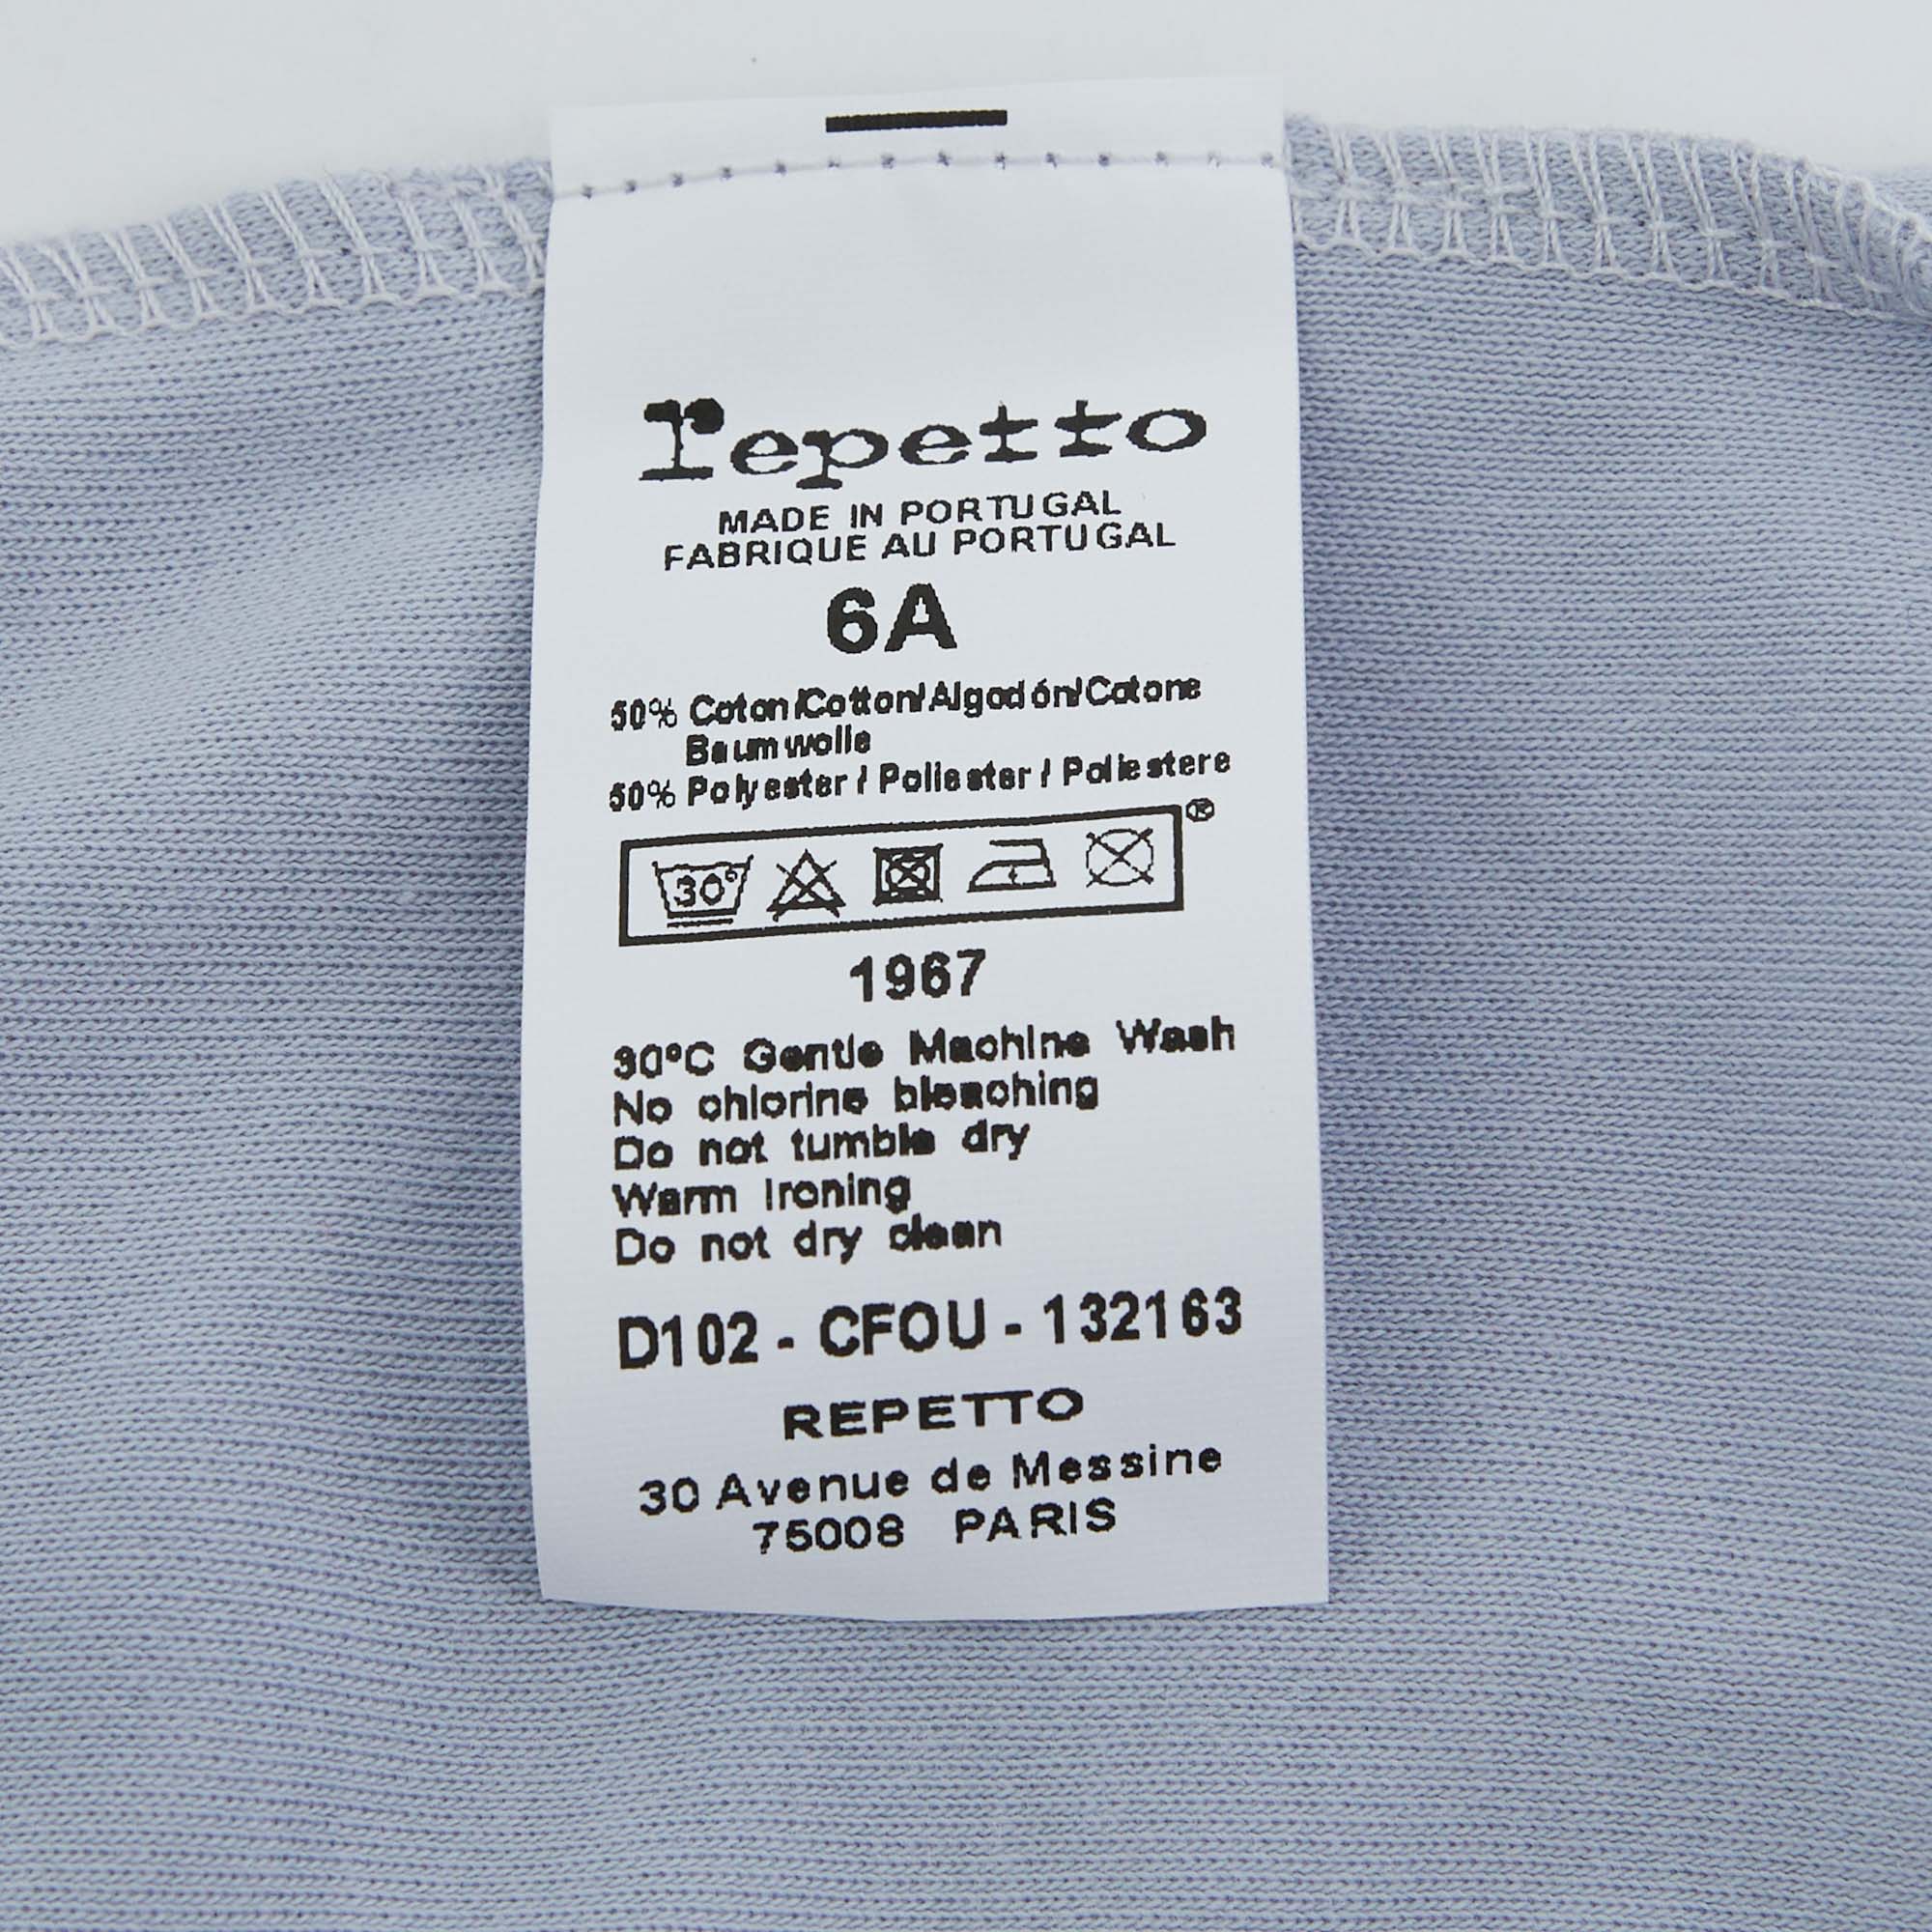 repetto
MADE IN PORTUGAL
FABRIQUE AU PORTUGAL
6A
50% Coton/Cotton/Algodón/Cotone
Baumwolle
50% Polyester / Poliester / Poliestere
®
30°
1967
30°C Gentle Machine Wash
No chlorine bleaching
Do not tumble dry
Warm Ironing
Do not dry clean
D102 - CFOU - 132163
REPETTO
30 Avenue de Messine
75008 PARIS